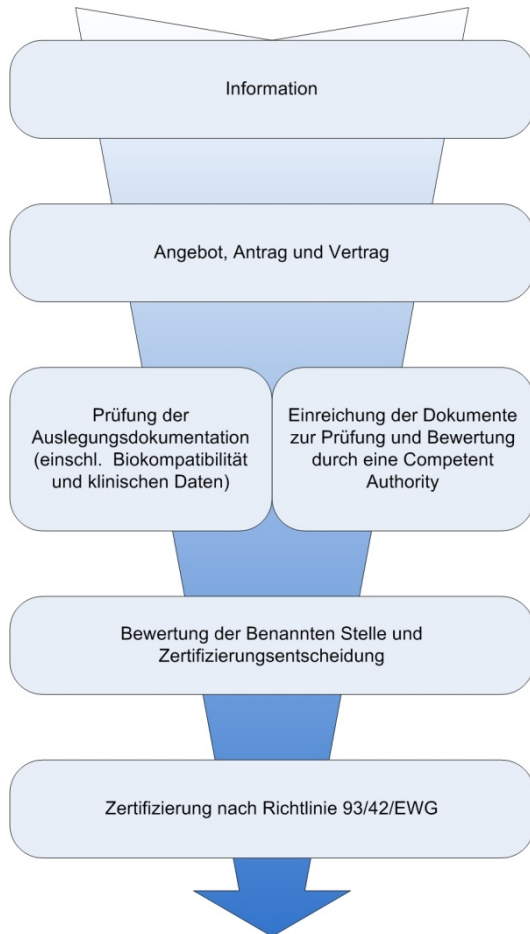 Information
Angebot, Antrag und Vertrag
Prüfung der
Auslegungsdokumentation
(einschl. Biokompatibilität
und klinischen Daten)
Einreichung der Dokumente
zur Prüfung und Bewertung
durch eine Competent
Authority
Bewertung der Benannten Stelle und
Zertifizierungsentscheidung
Zertifizierung nach Richtlinie 93/42/EWG